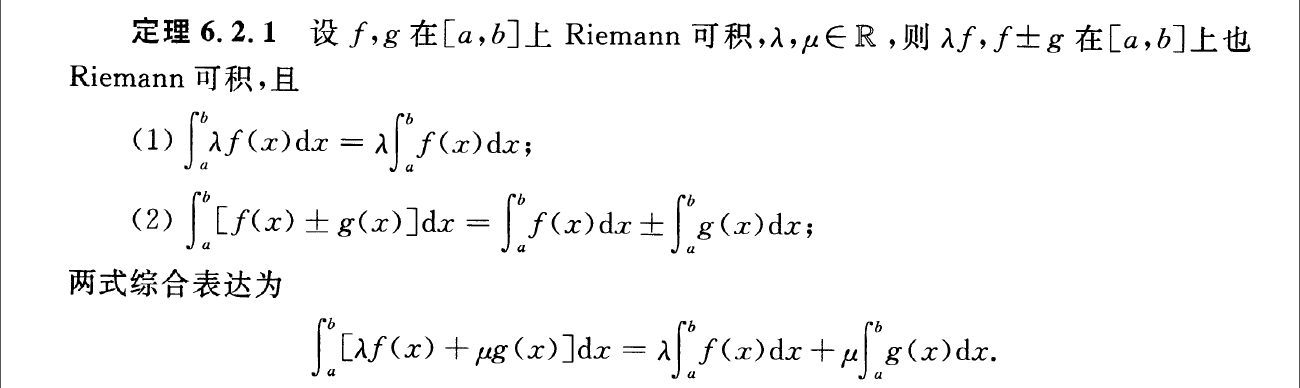 定理 6.2.1 设 f,g 在[a,b]上 Riemann 可积,λ,μ∈ℝ,则 λf,f±g 在[a,b]上也
Riemann 可积,且
(1) ∫_a^b λf(x)dx = λ∫_a^b f(x)dx;
(2) ∫_a^b [f(x) ± g(x)]dx = ∫_a^b f(x)dx ± ∫_a^b g(x)dx;
两式综合表达为
∫_a^b [λf(x) + μg(x)]dx = λ∫_a^b f(x)dx + μ∫_a^b g(x)dx.